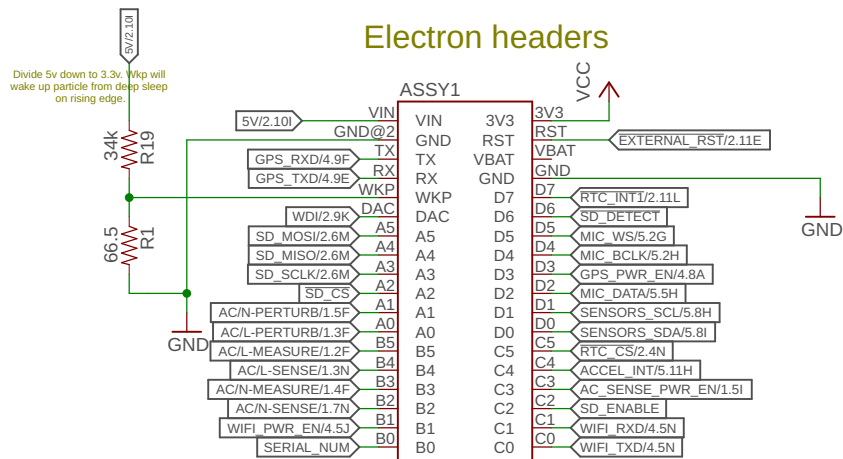 Electron headers
5V/2.10I
Divide 5v down to 3.3v. Wkp will
wake up particle from deep sleep
on rising edge.
34k
R19
66.5
R1
GND
ASSY1
VCC
5V/2.10I VIN VIN 3V3 3V3
GND@2 GND RST RST EXTERNAL_RST/2.11E
GPS_RXD/4.9F TX TX VBAT VBAT
GPS_TXD/4.9E RX RX GND GND
WKP WKP D7 D7 RTC_INT1/2.11L
WDI/2.9K DAC DAC D6 D6 SD_DETECT
SD_MOSI/2.6M A5 A5 D5 D5 MIC_WS/5.2G
SD_MISO/2.6M A4 A4 D4 D4 MIC_BCLK/5.2H
SD_SCLK/2.6M A3 A3 D3 D3 GPS_PWR_EN/4.8A
SD_CS A2 A2 D2 D2 MIC_DATA/5.5H
AC/N-PERTURB/1.5F A1 A1 D1 D1 SENSORS_SCL/5.8H
AC/L-PERTURB/1.3F A0 A0 D0 D0 SENSORS_SDA/5.8I
AC/L-MEASURE/1.2F B5 B5 C5 C5 RTC_CS/2.4N
AC/L-SENSE/1.3N B4 B4 C4 C4 ACCEL_INT/5.11H
AC/N-MEASURE/1.4F B3 B3 C3 C3 AC_SENSE_PWR_EN/1.5I
AC/N-SENSE/1.7N B2 B2 C2 C2 SD_ENABLE
WIFI_PWR_EN/4.5J B1 B1 C1 C1 WIFI_RXD/4.5N
SERIAL_NUM B0 B0 C0 C0 WIFI_TXD/4.5N
GND